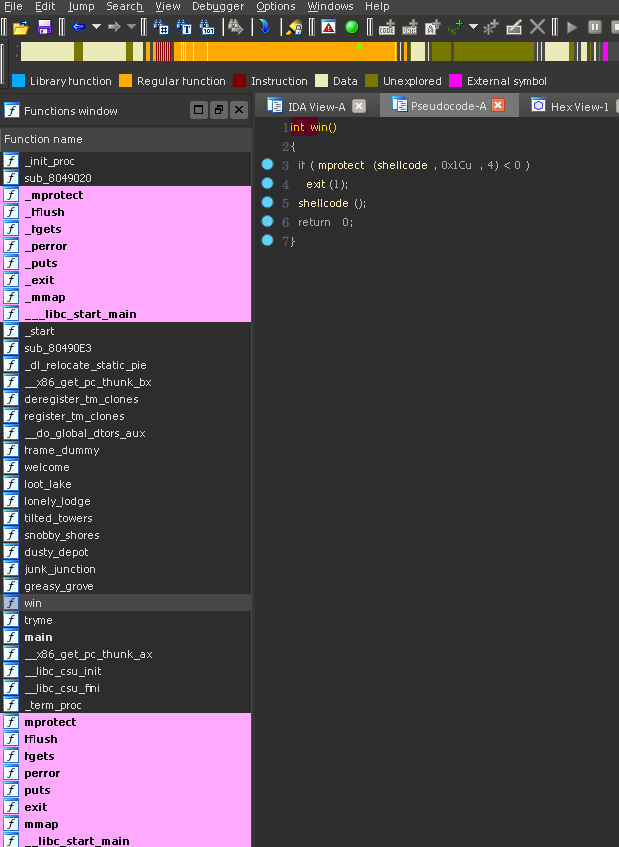 File Edit Jump Search View Debugger Options Windows Help
Library function Regular function Instruction Data Unexplored External symbol
Functions window
IDA View-A Pseudocode-A Hex View-1
Function name
_init_proc
sub_8049020
_mprotect
_fflush
_fgets
_perror
_puts
_exit
_mmap
___libc_start_main
_start
sub_80490E3
_dl_relocate_static_pie
__x86_get_pc_thunk_bx
deregister_tm_clones
register_tm_clones
__do_global_dtors_aux
frame_dummy
welcome
loot_lake
lonely_lodge
tilted_towers
snobby_shores
dusty_depot
junk_junction
greasy_grove
win
tryme
main
__x86_get_pc_thunk_ax
__libc_csu_init
__libc_csu_fini
_term_proc
mprotect
fflush
fgets
perror
puts
exit
mmap
__libc_start_main
1 int win()
2 {
3 if ( mprotect (shellcode , 0x1Cu , 4) < 0 )
4 exit (1);
5 shellcode ();
6 return 0;
7 }